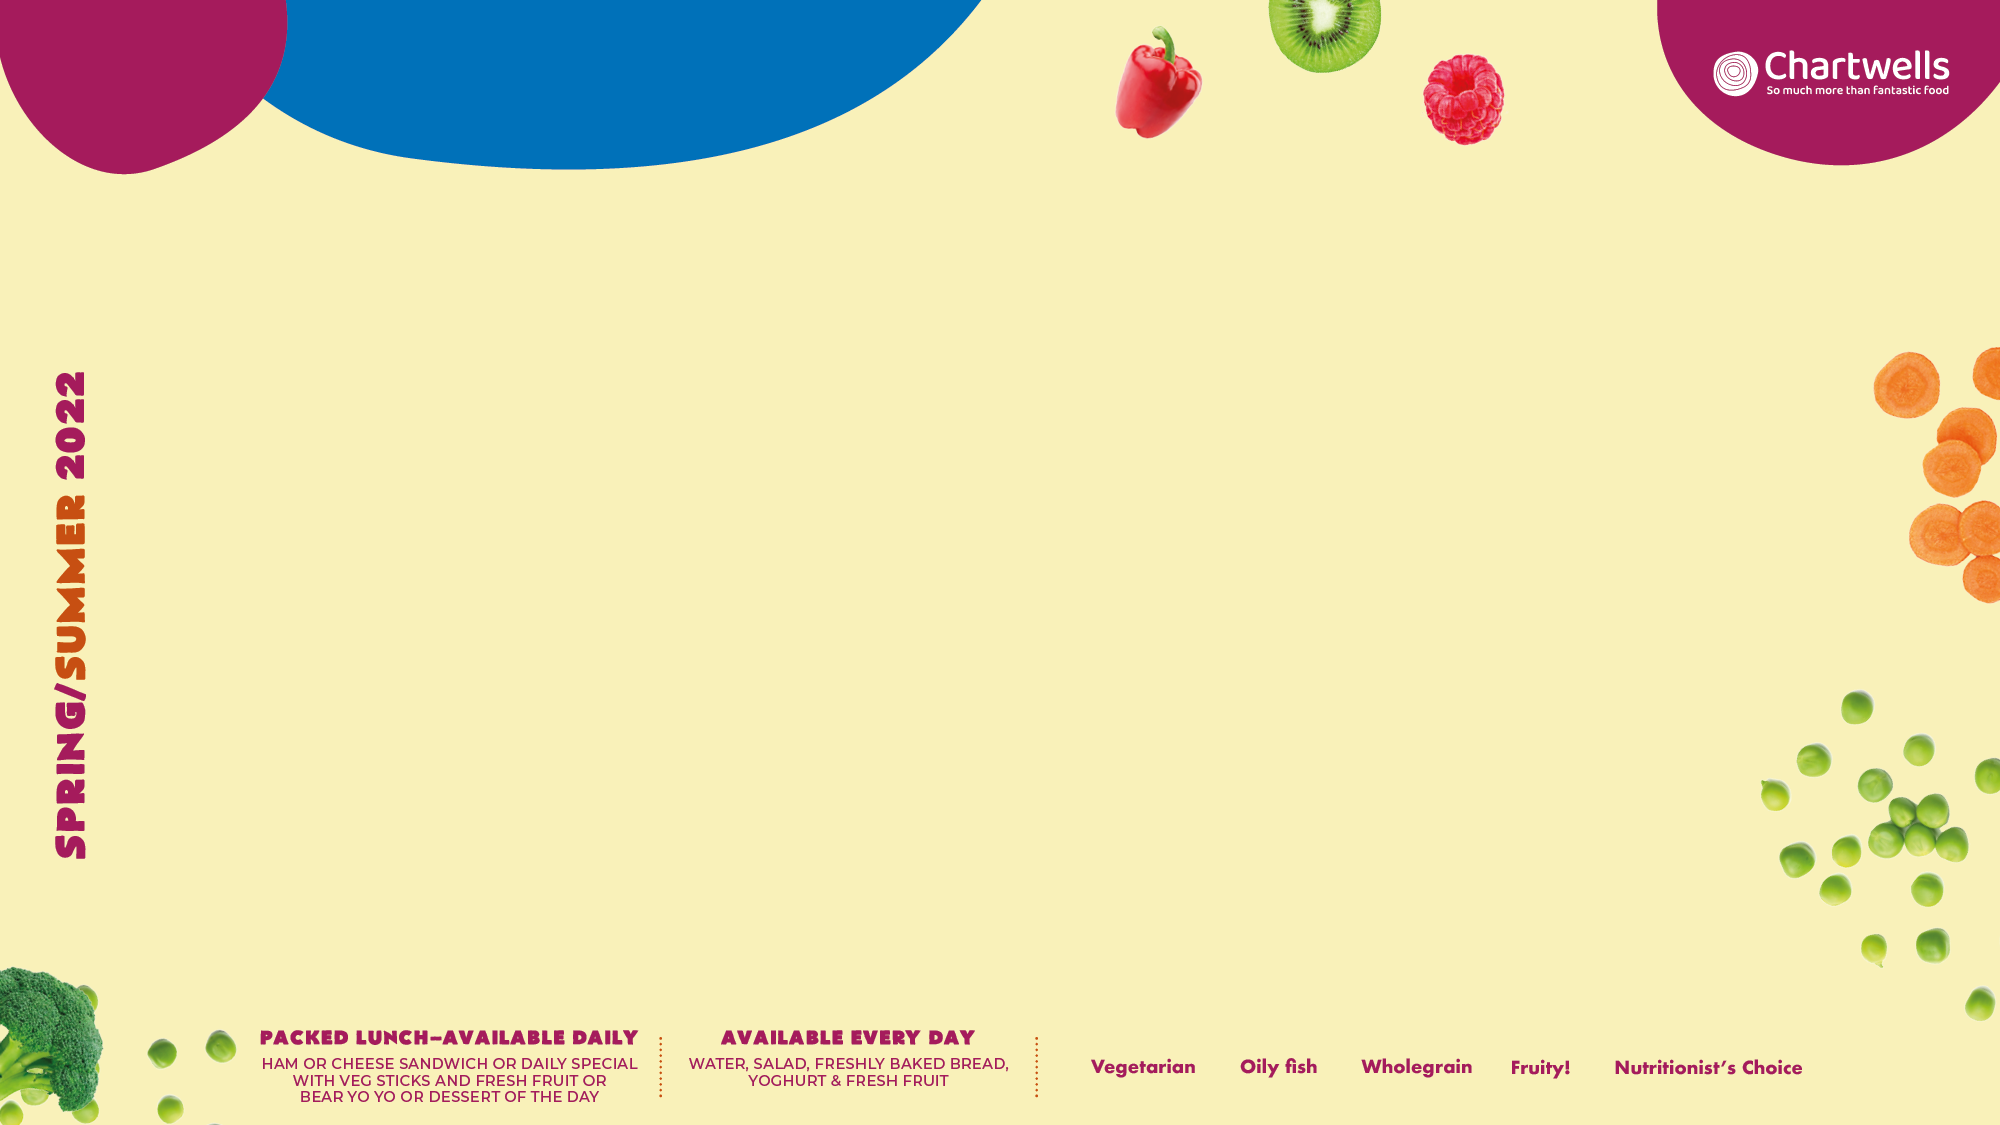 Chartwells
So much more than fantastic food
SPRING/SUMMER 2022
PACKED LUNCH–AVAILABLE DAILY
HAM OR CHEESE SANDWICH OR DAILY SPECIAL
WITH VEG STICKS AND FRESH FRUIT OR
BEAR YO YO OR DESSERT OF THE DAY
AVAILABLE EVERY DAY
WATER, SALAD, FRESHLY BAKED BREAD,
YOGHURT & FRESH FRUIT
Vegetarian
Oily fish
Wholegrain
Fruity!
Nutritionist's Choice